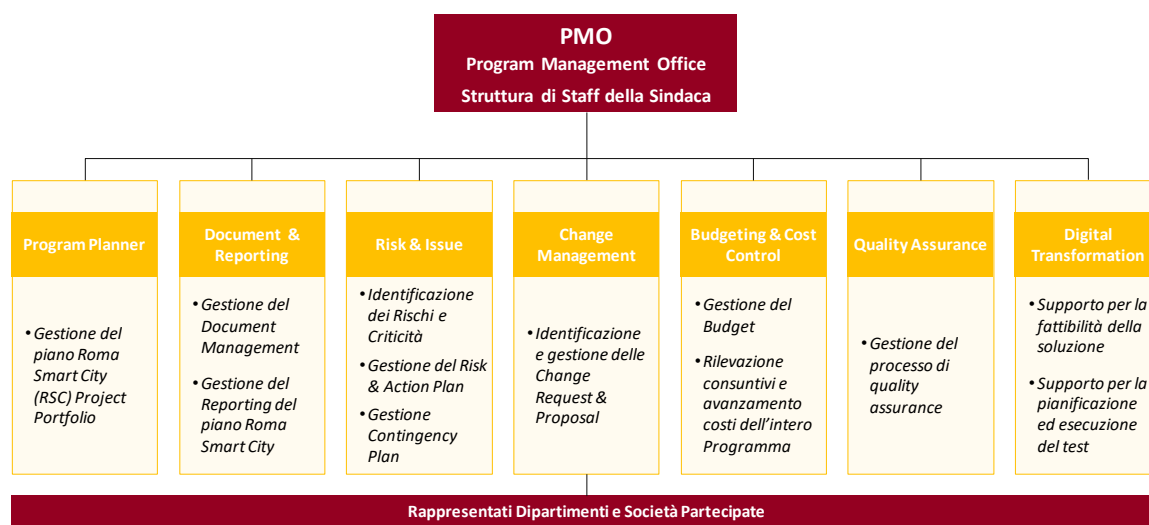 PMO
Program Management Office
Struttura di Staff della Sindaca
Program Planner
• Gestione del
piano Roma
Smart City
(RSC) Project
Portfolio
Document &
Reporting
• Gestione del
Document
Management
• Gestione del
Reporting del
piano Roma
Smart City
Risk & Issue
• Identificazione
dei Rischi e
Criticità
• Gestione del Risk
& Action Plan
• Gestione
Contingency
Plan
Change
Management
• Identificazione
e gestione delle
Change
Request &
Proposal
Budgeting & Cost
Control
• Gestione del
Budget
• Rilevazione
consuntivi e
avanzamento
costi dell’intero
Programma
Quality Assurance
• Gestione del
processo di
quality
assurance
Digital
Transformation
• Supporto per la
fattibilità della
soluzione
• Supporto per la
pianificazione
ed esecuzione
del test
Rappresentati Dipartimenti e Società Partecipate